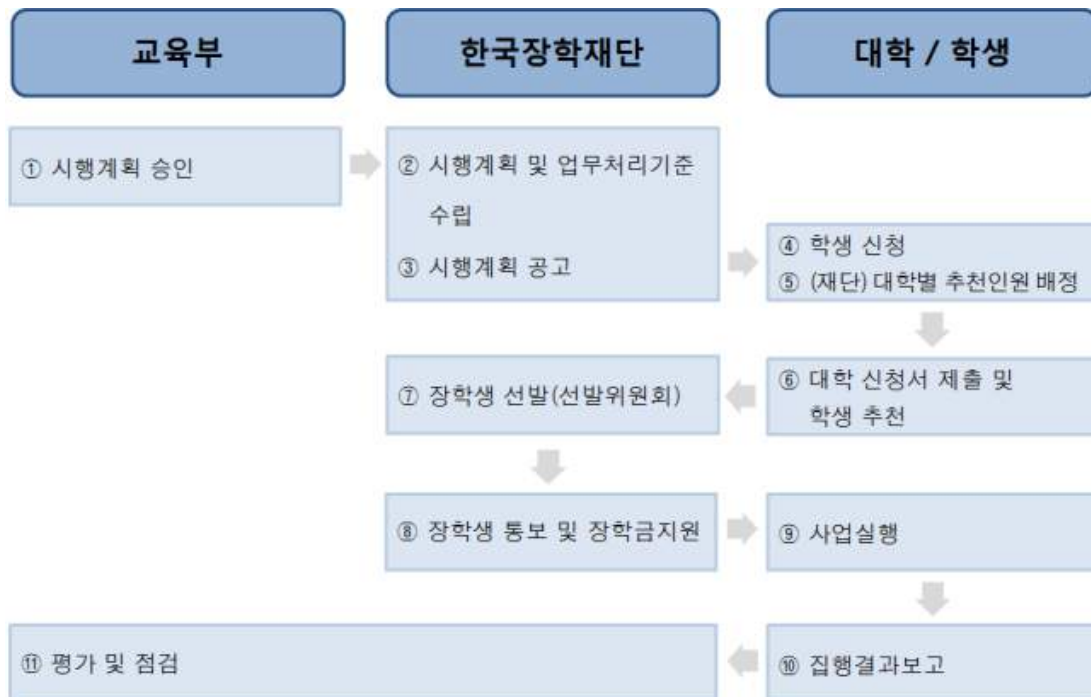 교육부
한국장학재단
대학 / 학생
① 시행계획 승인
② 시행계획 및 업무처리기준
수립
③ 시행계획 공고
④ 학생 신청
⑤ (재단) 대학별 추천인원 배정
⑥ 대학 신청서 제출 및
학생 추천
⑦ 장학생 선발(선발위원회)
⑧ 장학생 통보 및 장학금지원
⑨ 사업실행
⑩ 집행결과보고
⑪ 평가 및 점검